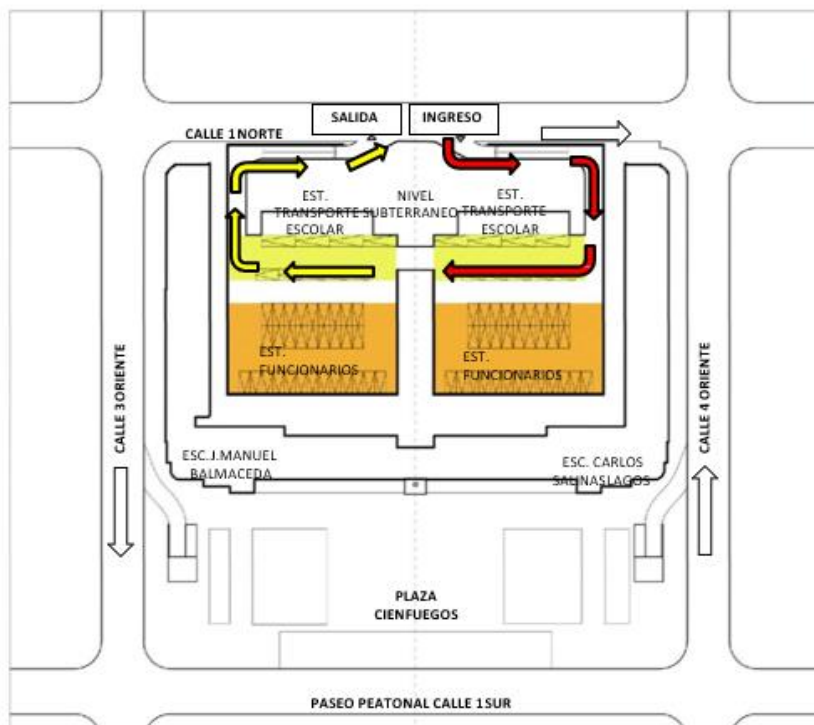 SALIDA
INGRESO
CALLE 1 NORTE
EST.
TRANSPORTE
ESCOLAR
NIVEL
SUBTERRANEO
EST.
TRANSPORTE
ESCOLAR
EST.
FUNCIONARIOS
EST.
FUNCIONARIOS
CALLE 3 ORIENTE
CALLE 4 ORIENTE
ESC.J.MANUEL
BALMACEDA
ESC. CARLOS
SALINAS LAGOS
PLAZA
CIENFUEGOS
PASEO PEATONAL CALLE 1 SUR